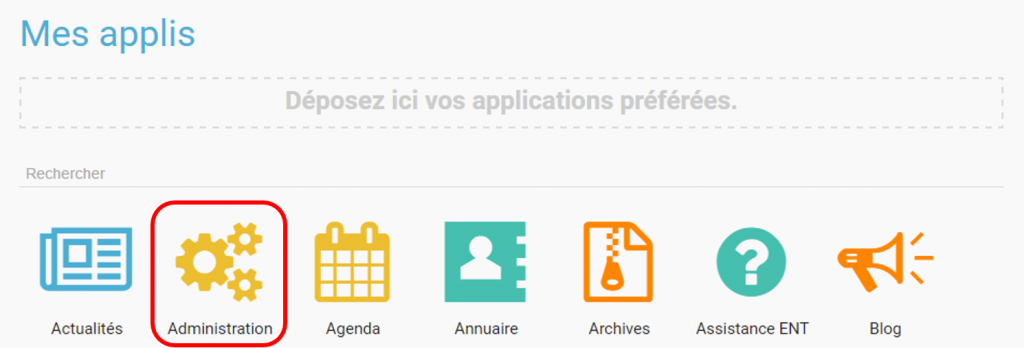 Mes applis
Déposez ici vos applications préférées.
Rechercher
Actualités Administration Agenda Annuaire Archives Assistance ENT Blog